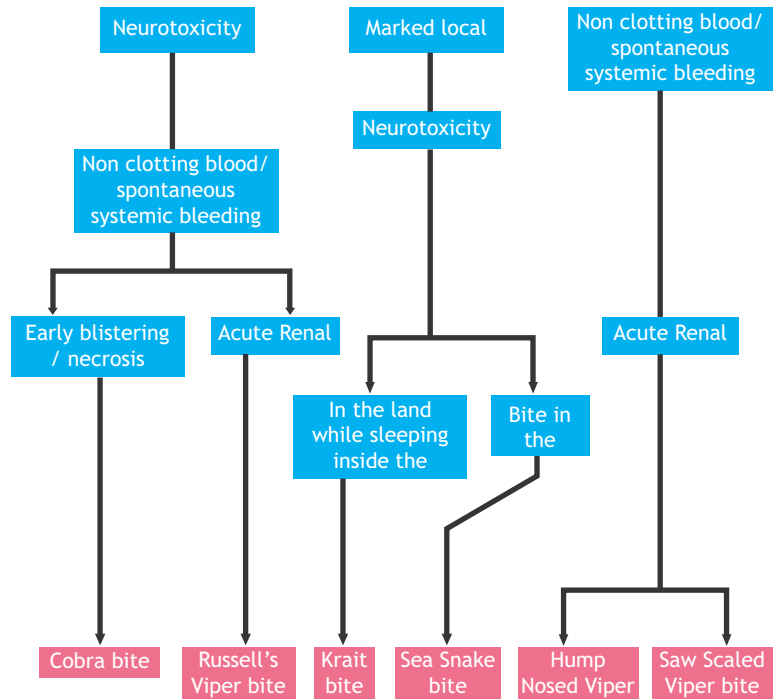 Neurotoxicity
Marked local
Non clotting blood/
spontaneous
systemic bleeding
Neurotoxicity
Non clotting blood/
spontaneous
systemic bleeding
Early blistering
/ necrosis
Acute Renal
Acute Renal
In the land
while sleeping
inside the
Bite in
the
Cobra bite
Russell’s
Viper bite
Krait
bite
Sea Snake
bite
Hump
Nosed Viper
Saw Scaled
Viper bite